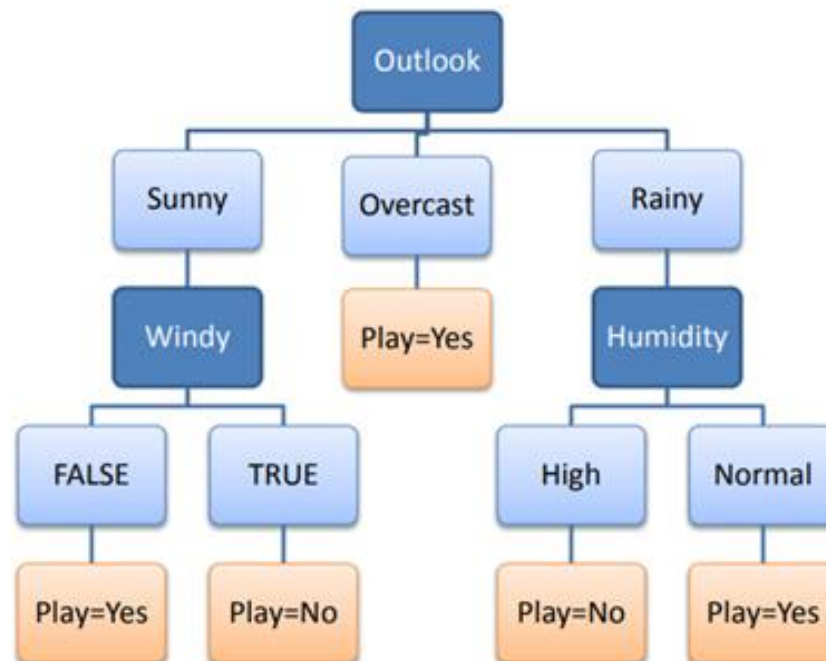 Outlook
Sunny
Overcast
Rainy
Windy
Play=Yes
Humidity
FALSE
TRUE
High
Normal
Play=Yes
Play=No
Play=No
Play=Yes